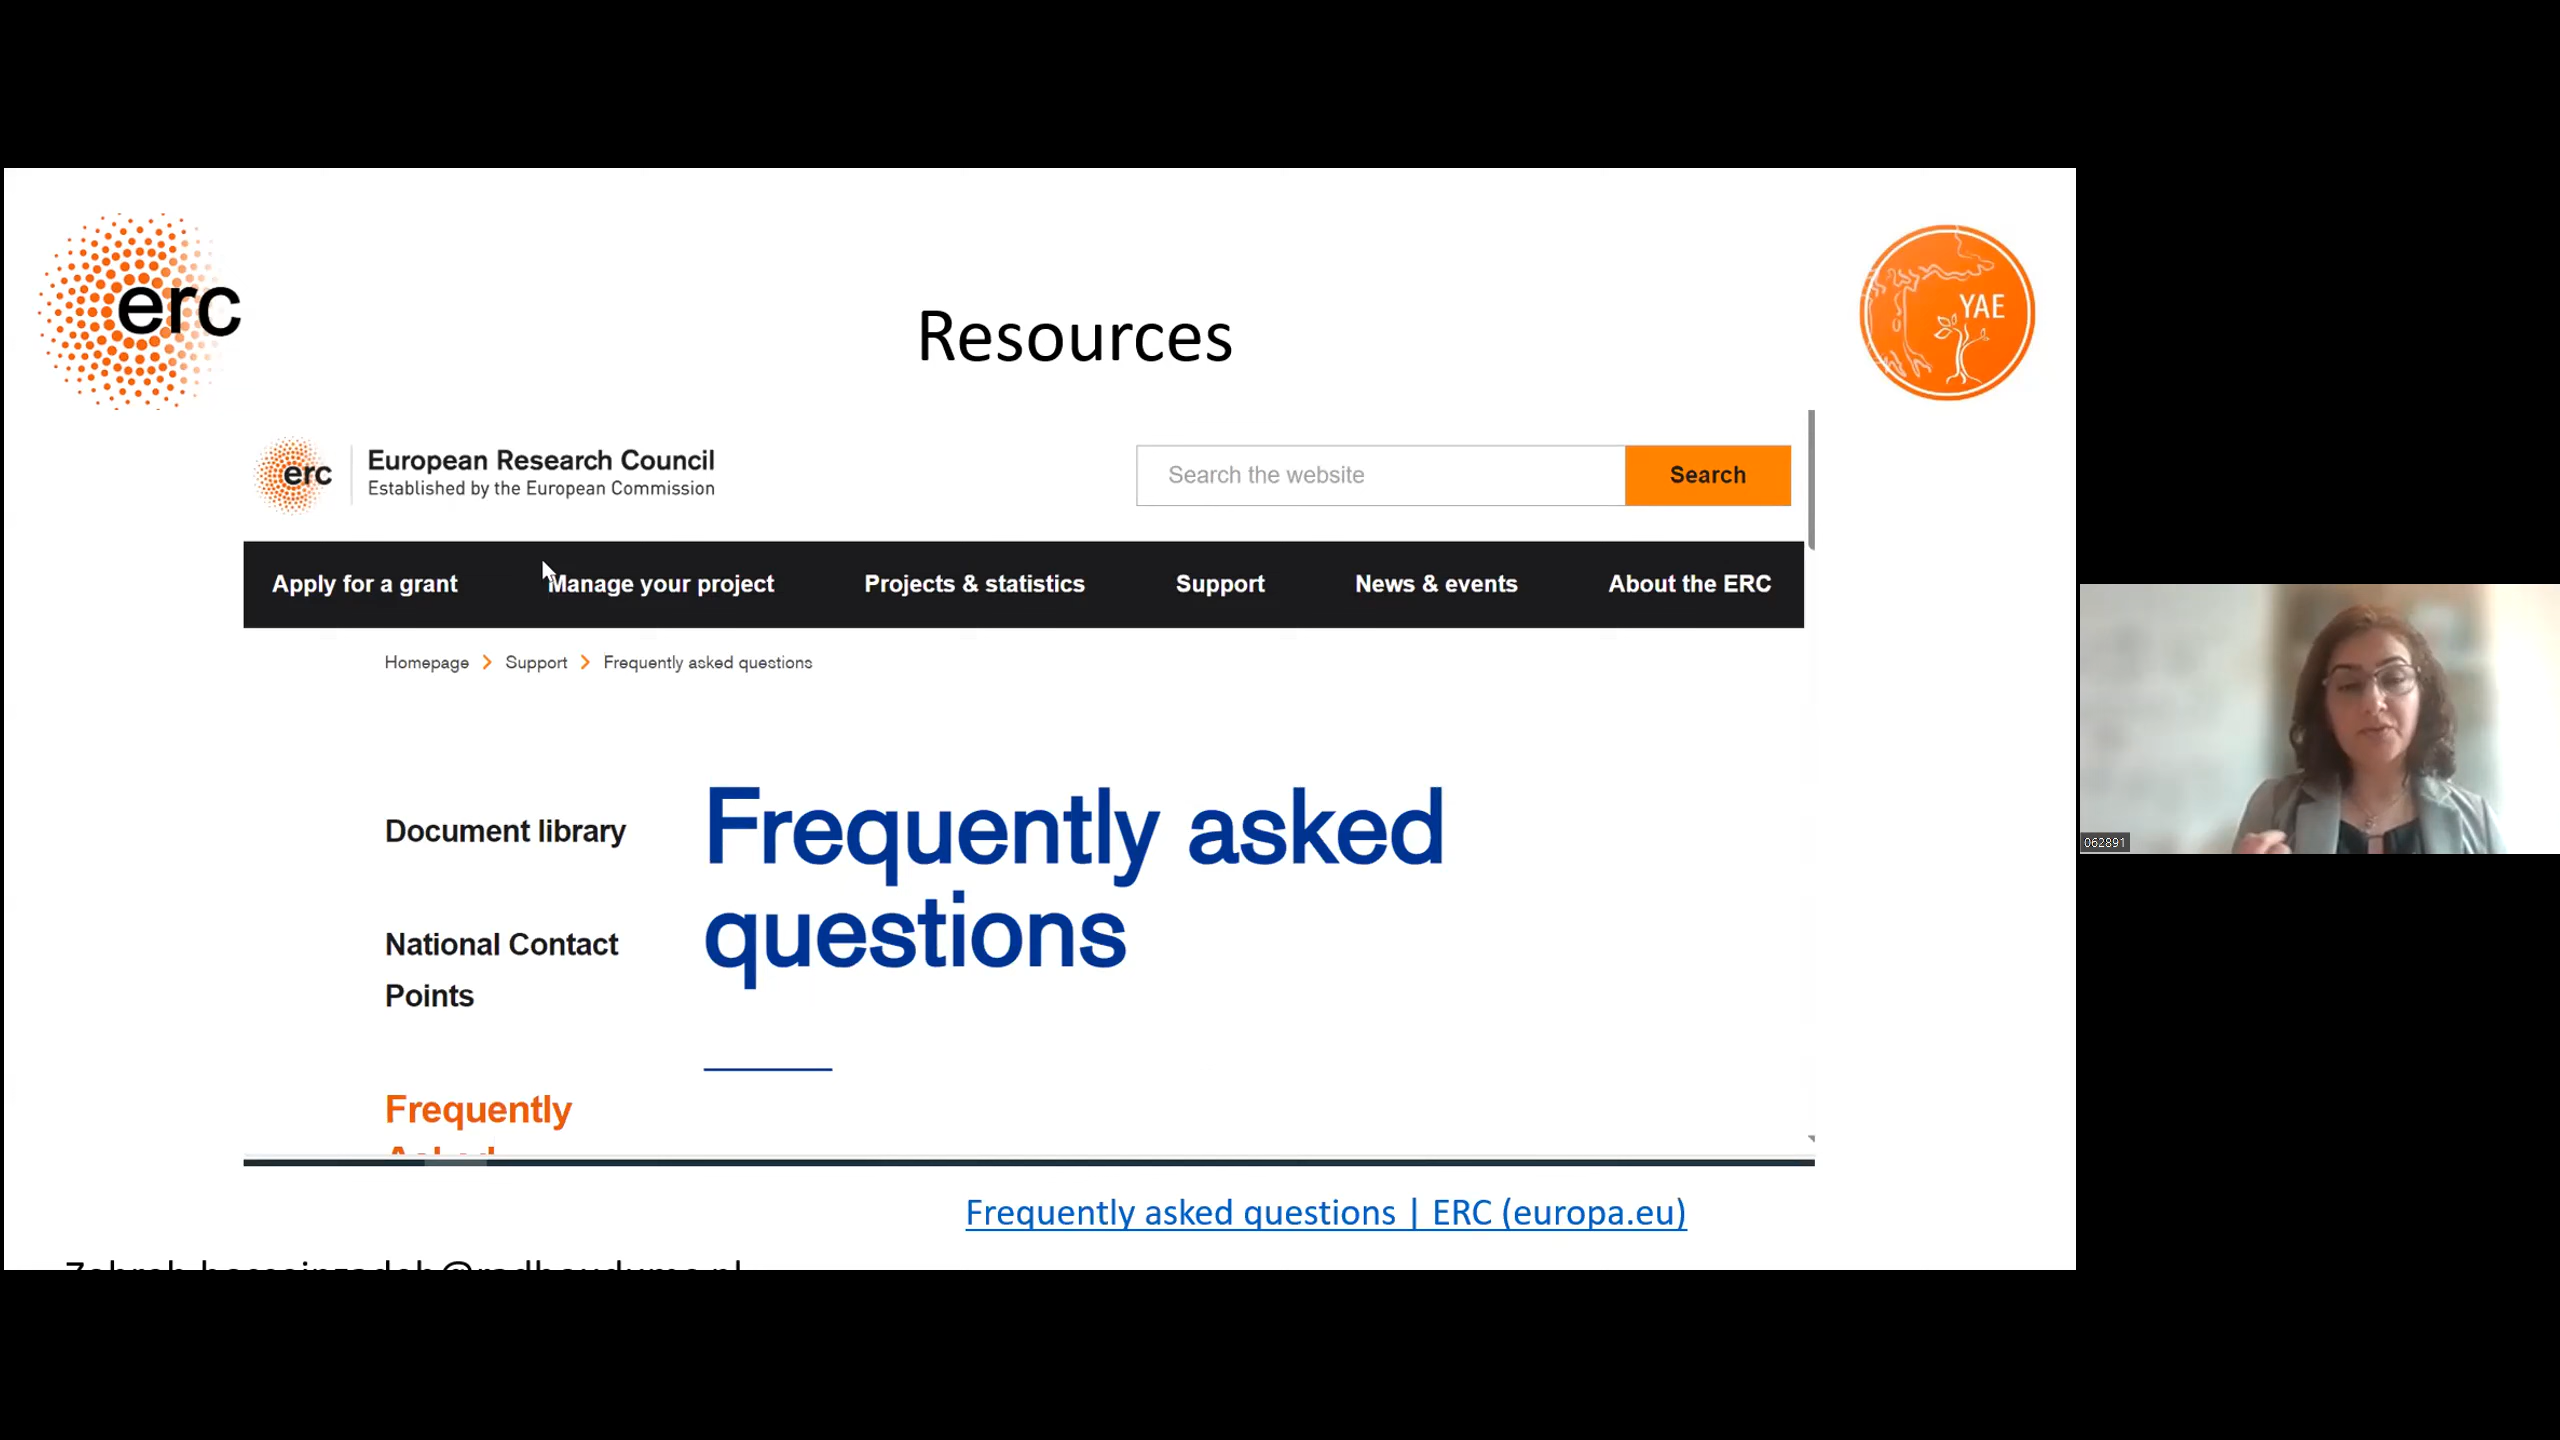 erc
YAE
Resources
erc
European Research Council
Established by the European Commission
Search the website
Search
Apply for a grant
Manage your project
Projects & statistics
Support
News & events
About the ERC
Homepage
Support
Frequently asked questions
Document library
National Contact
Points
Frequently
Frequently asked
questions
Frequently asked questions | ERC (europa.eu)
062891